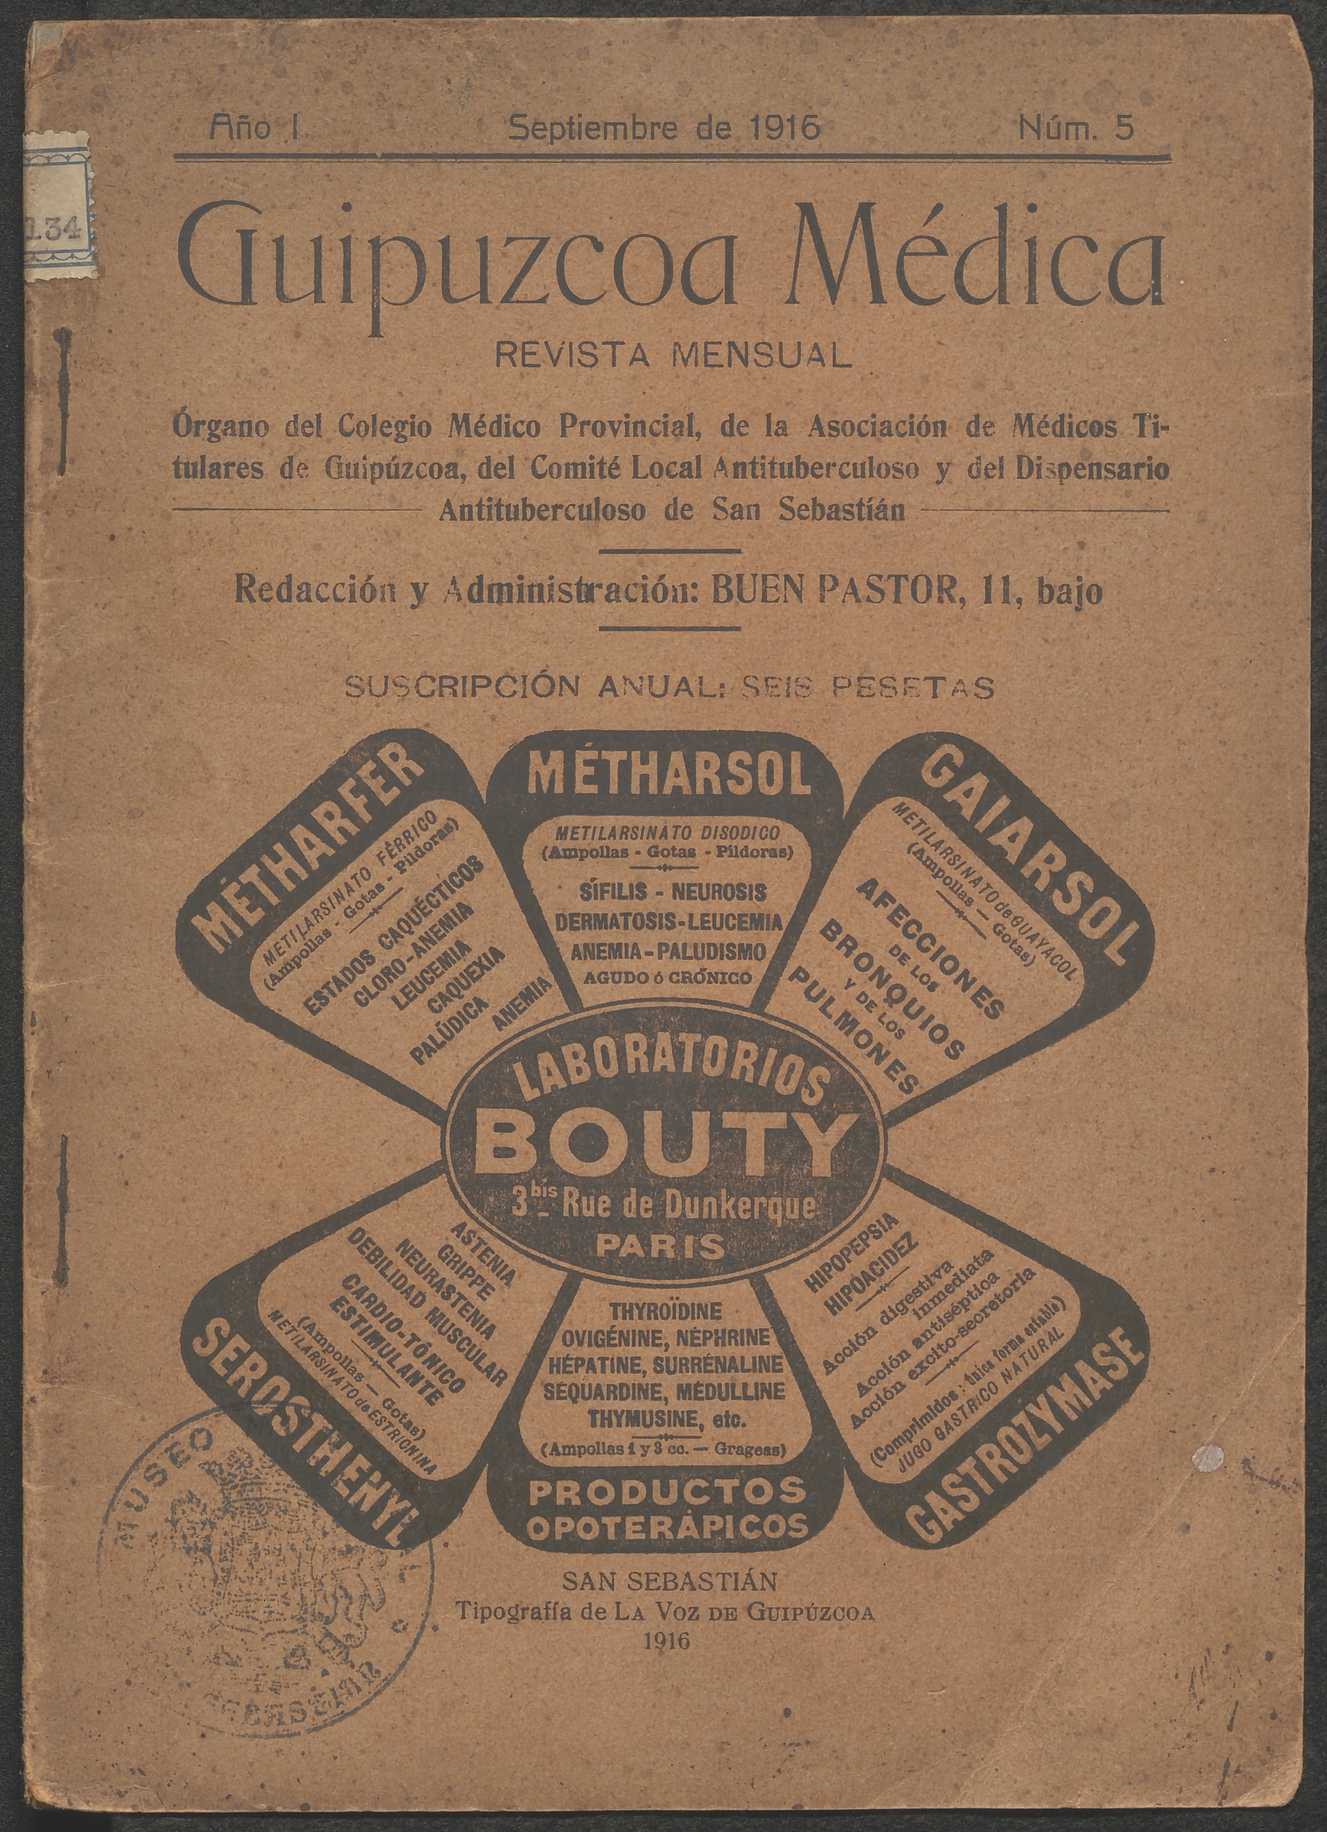 Año I. Septiembre de 1916 Núm. 5
134
Guipuzcoa Médica
REVISTA MENSUAL
Órgano del Colegio Médico Provincial, de la Asociación de Médicos Ti-
tulares de Guipúzcoa, del Comité Local Antituberculoso y del Dispensario
Antituberculoso de San Sebastián
Redacción y Administración: BUEN PASTOR, 11, bajo
SUSCRIPCIÓN ANUAL: SEIS PESETAS
MÉTHARFER
METILARSINATO FÉRRICO
(Ampollas - Gotas - Píldoras)
ESTADOS CAQUÉCTICOS
CLORO-ANEMIA
LEUCEMIA
CAQUEXIA
PALÚDICA ANEMIA
MÉTHARSOL
METILARSINATO DISODICO
(Ampollas - Gotas - Píldoras)
SÍFILIS - NEUROSIS
DERMATOSIS-LEUCEMIA
ANEMIA-PALUDISMO
AGUDO ó CRÓNICO
GAIARSOL
METILARSINATO de GUAYACOL
(Ampollas — Gotas)
AFECCIONES
DE LOS
BRONQUIOS
Y DE LOS
PULMONES
LABORATORIOS
BOUTY
3bis Rue de Dunkerque
PARIS
ASTENIA
GRIPPE
NEURASTENIA
DEBILIDAD MUSCULAR
CARDIO-TÓNICO
ESTIMULANTE
(Ampollas — Gotas)
METILARSINATO de ESTRICNINA
SEROSTHENYL
THYROÏDINE
OVIGÉNINE, NÉPHRINE
HÉPATINE, SURRÉNALINE
SÉQUARDINE, MÉDULLINE
THYMUSINE, etc.
(Ampollas 1 y 3 cc. — Grageas)
PRODUCTOS
OPOTERÁPICOS
HIPOPEPSIA
HIPOACIDEZ
Acción digestiva
inmediata
Acción antiséptica
Acción excito-secretoria
(Comprimidos: única forma estable)
JUGO GASTRICO NATURAL
GASTROZYMASE
MUSEO
SAN SEBASTIÁN
Tipografía de LA VOZ DE GUIPÚZCOA
1916